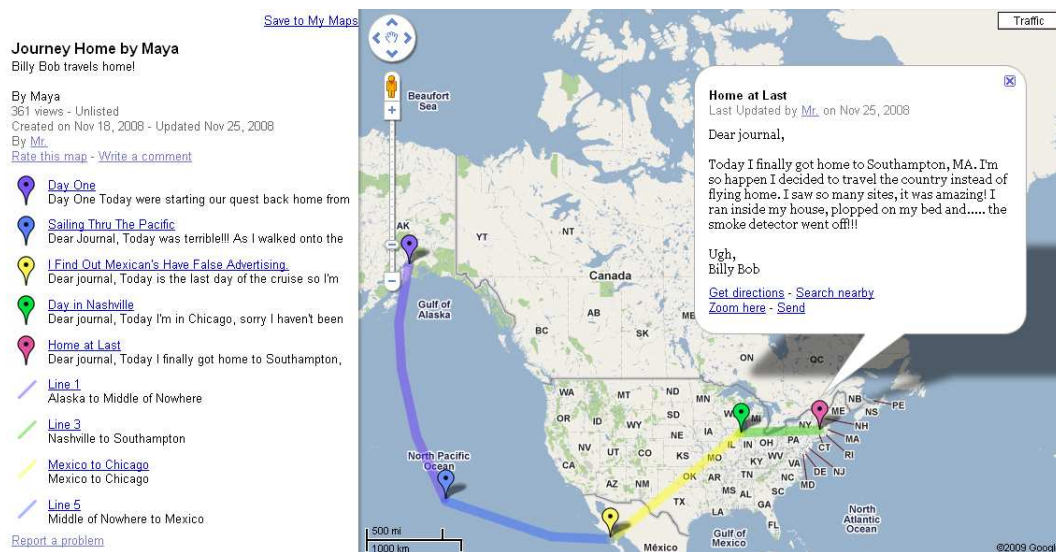 Save to My Maps
Journey Home by Maya
Billy Bob travels home!
By Maya
361 views - Unlisted
Created on Nov 18, 2008 - Updated Nov 25, 2008
By Mr.
Rate this map - Write a comment
Day One
Day One Today were starting our quest back home from
Sailing Thru The Pacific
Dear Journal, Today was terrible!!! As I walked onto the
I Find Out Mexican's Have False Advertising.
Dear journal, Today is the last day of the cruise so I'm
Day in Nashville
Dear journal, Today I'm in Chicago, sorry I haven't been
Home at Last
Dear journal, Today I finally got home to Southampton,
Line 1
Alaska to Middle of Nowhere
Line 3
Nashville to Southampton
Mexico to Chicago
Mexico to Chicago
Line 5
Middle of Nowhere to Mexico
Report a problem
Traffic
Home at Last
Last Updated by Mr. on Nov 25, 2008
Dear journal,
Today I finally got home to Southampton, MA. I'm
so happen I decided to travel the country instead of
flying home. I saw so many sites, it was amazing! I
ran inside my house, plopped on my bed and..... the
smoke detector went off!!!
Ugh,
Billy Bob
Get directions - Search nearby
Zoom here - Send
Beaufort
Sea
AK
YT
NT
Canada
Gulf of
Alaska
BC
AB
SK
ON
QC
NB
PE
NS
ME
WA
MT
ND
MN
MI
NY
NH
MA
RI
CT
OR
ID
WY
SD
NE
IA
IL
IN
OH
PA
NJ
DE
MD
NV
UT
CO
KS
MO
KY
WV
VA
CA
AZ
NM
OK
AR
TN
NC
SC
TX
MS
AL
GA
LA
FL
North Pacific
Ocean
Gulf of
Mexico
México
North
Atlantic
Ocean
500 mi
1000 km
©2009 Google